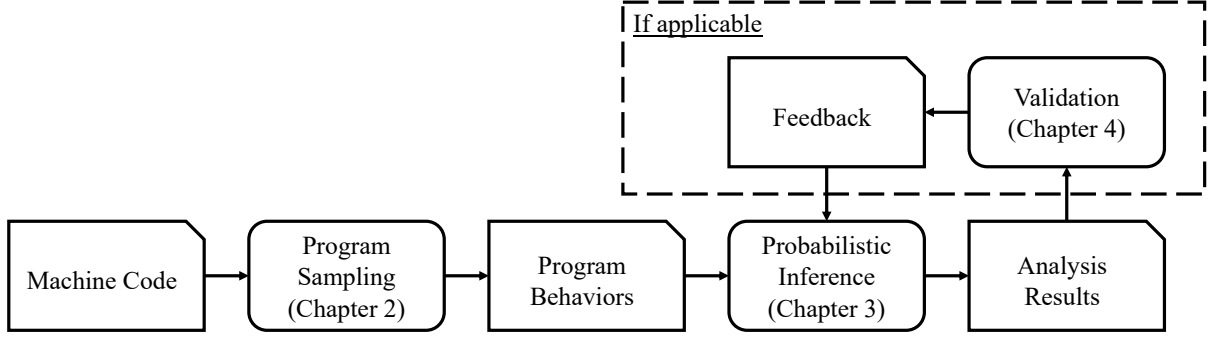 If applicable
Feedback
Validation
(Chapter 4)
Machine Code
Program
Sampling
(Chapter 2)
Program
Behaviors
Probabilistic
Inference
(Chapter 3)
Analysis
Results